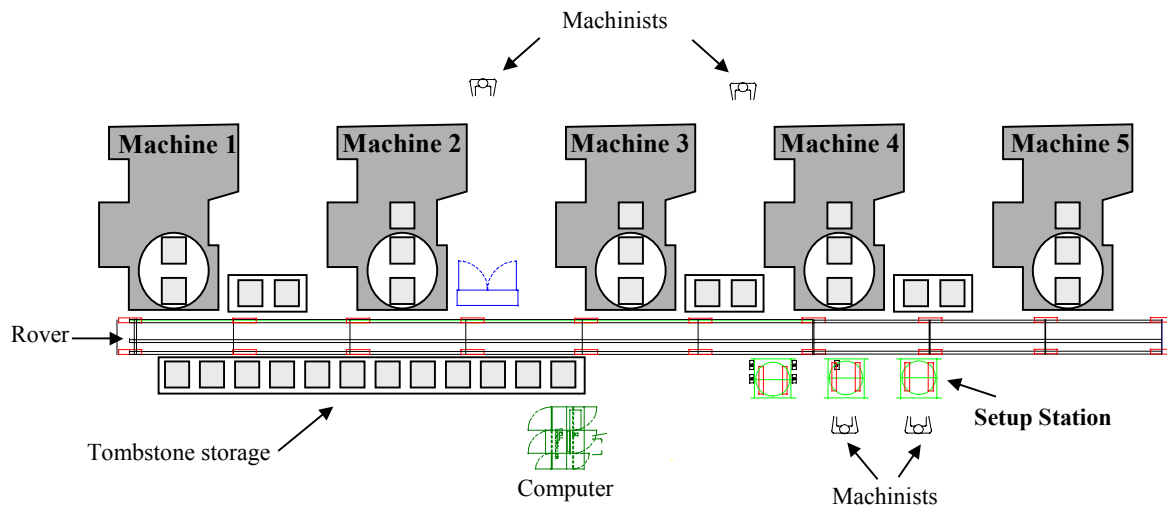 Machinists
Machine 1
Machine 2
Machine 3
Machine 4
Machine 5
Rover
Setup Station
Tombstone storage
Computer
Machinists